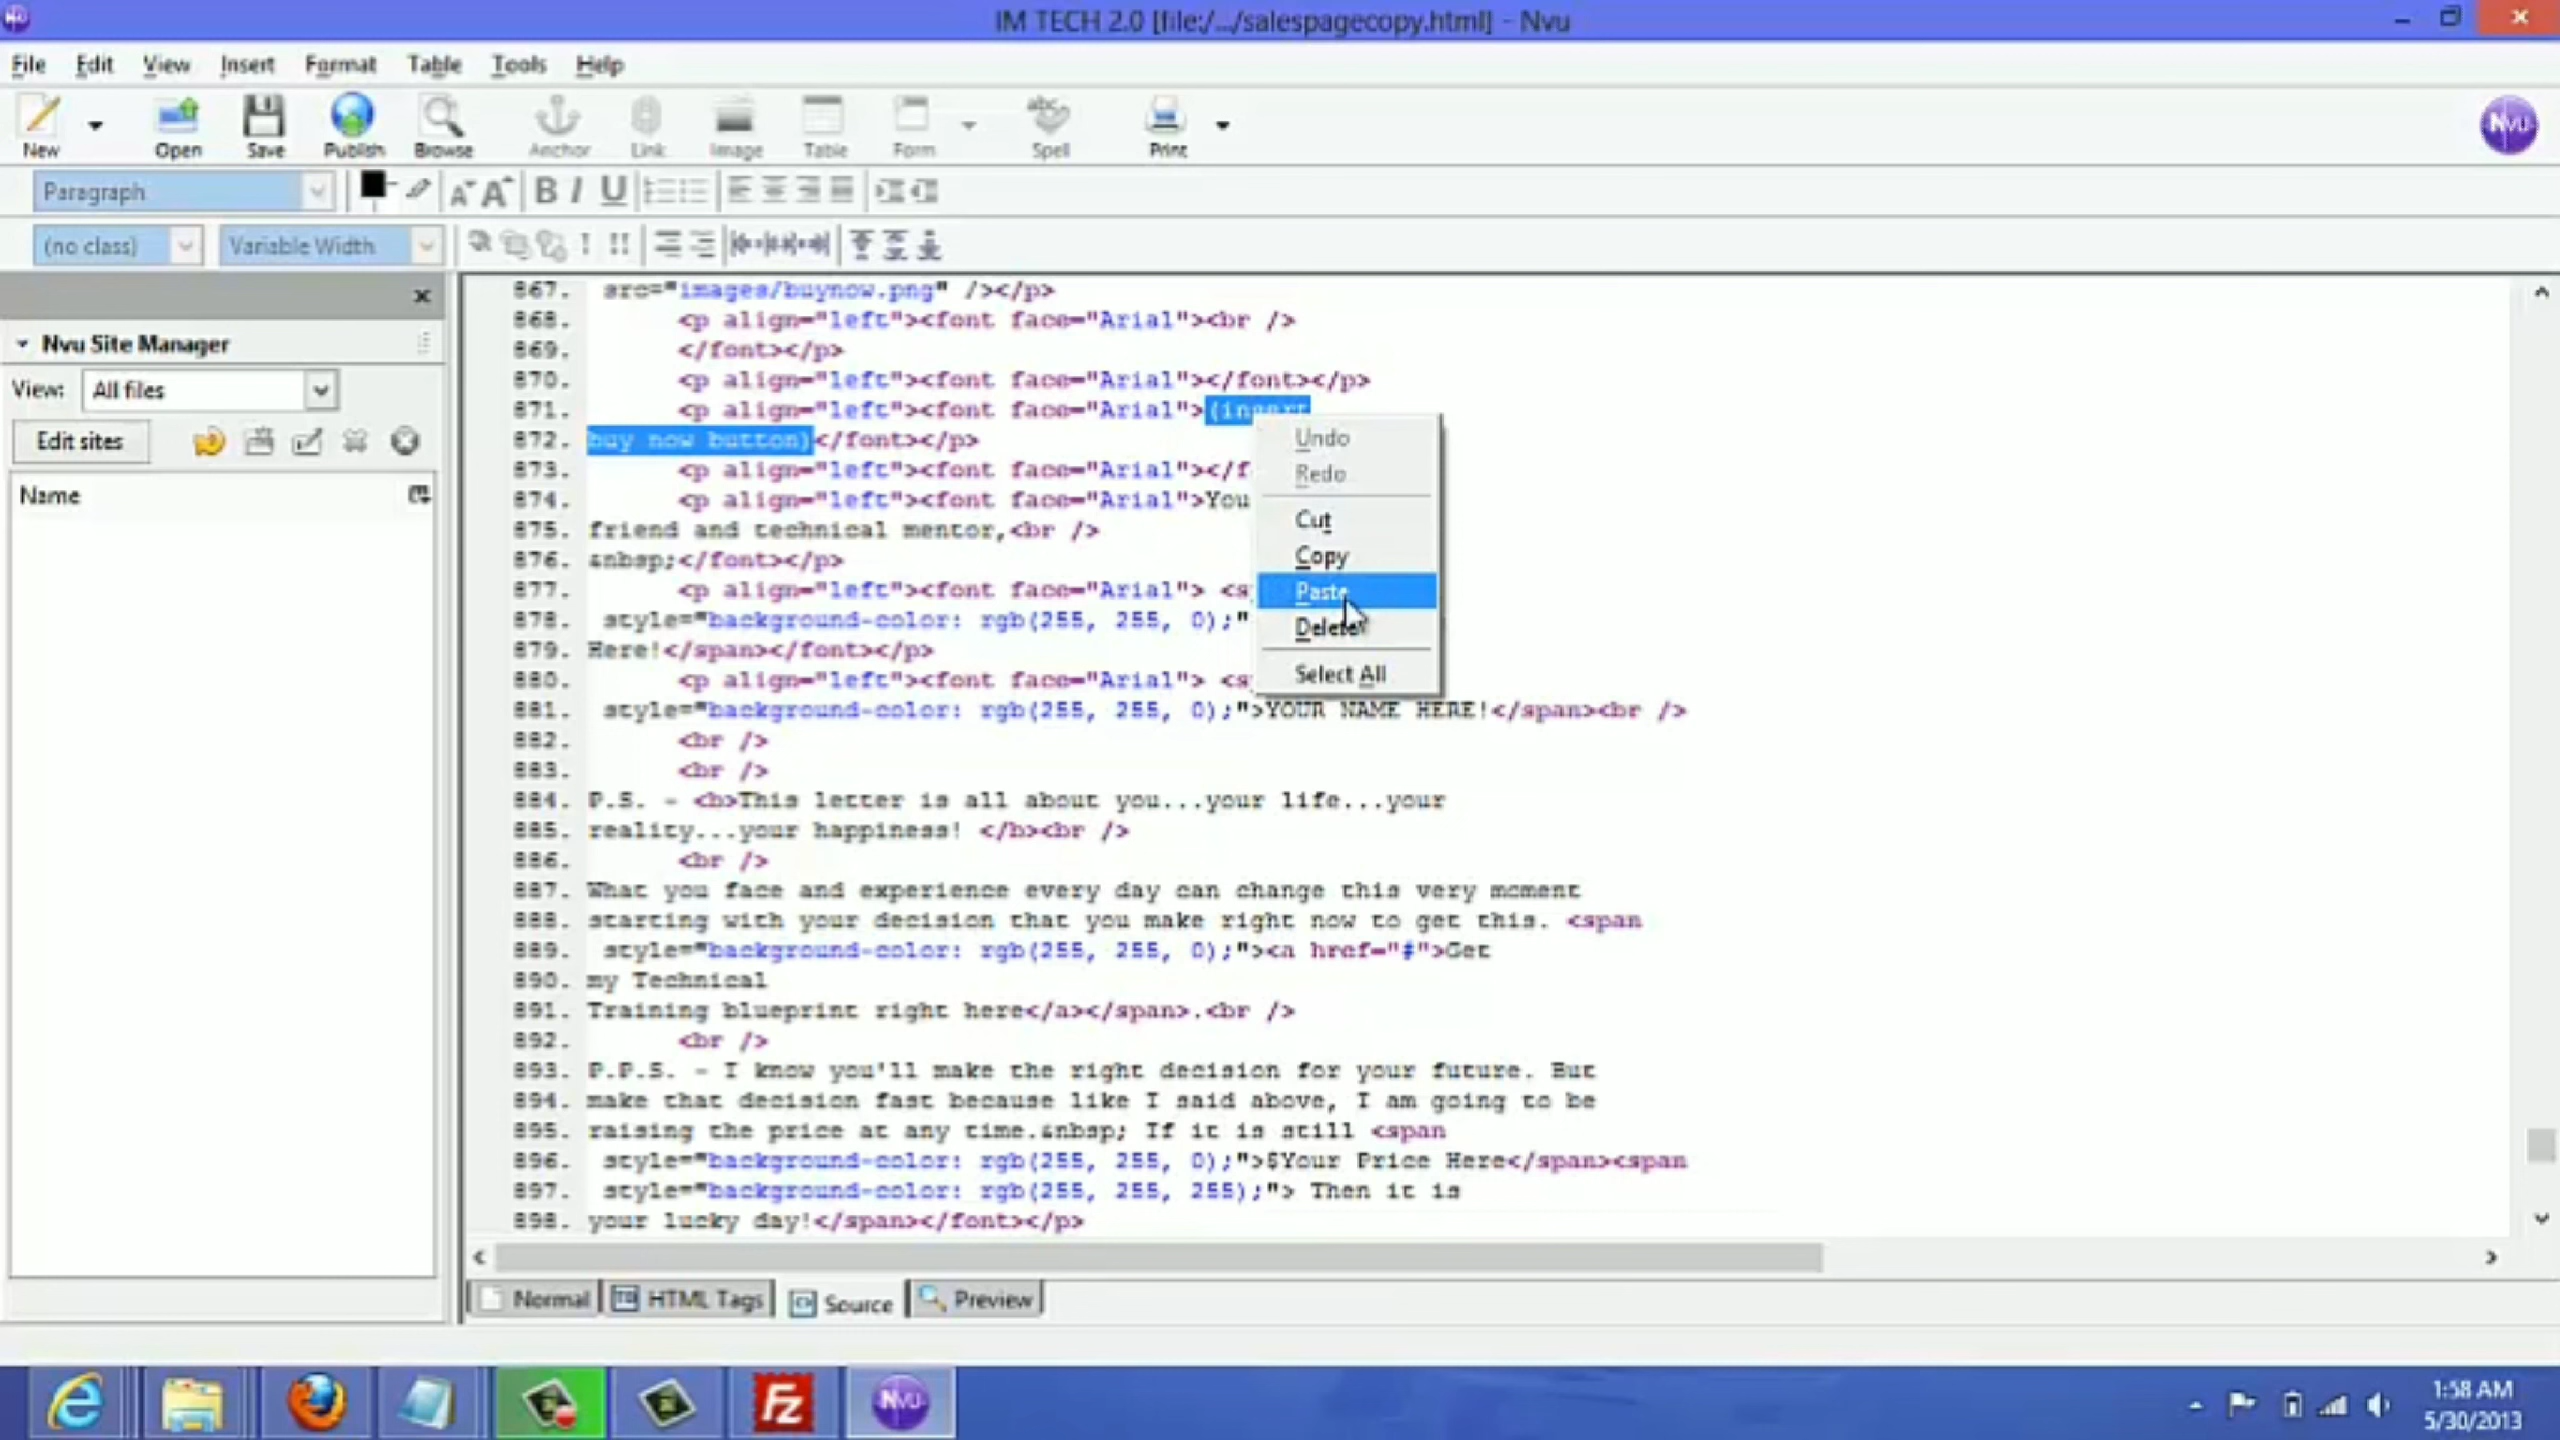 IM TECH 2.0 [file:/.../salespagecopy.html] - Nvu
File Edit View Insert Format Table Tools Help
New Open Save Publish Browse Anchor Link Image Table Form Spell Print
Nvu
Paragraph
B I U
(no class) Variable Width
Nvu Site Manager
View: All files
Edit sites
Name
867. src="images/buynow.png" /></p>
868. <p align="left"><font face="Arial"><br />
869. </font></p>
870. <p align="left"><font face="Arial"></font></p>
871. <p align="left"><font face="Arial">(insert
872. buy now button)</font></p>
873. <p align="left"><font face="Arial"></f
874. <p align="left"><font face="Arial">You
875. friend and technical mentor,<br />
876. &nbsp;</font></p>
877. <p align="left"><font face="Arial"> <s
878. style="background-color: rgb(255, 255, 0);"
879. Here!</span></font></p>
880. <p align="left"><font face="Arial"> <s
881. style="background-color: rgb(255, 255, 0);">YOUR NAME HERE!</span><br />
882. <br />
883. <br />
884. P.S. - <b>This letter is all about you...your life...your
885. reality...your happiness! </b><br />
886. <br />
887. What you face and experience every day can change this very moment
888. starting with your decision that you make right now to get this. <span
889. style="background-color: rgb(255, 255, 0);"><a href="#">Get
890. my Technical
891. Training blueprint right here</a></span>.<br />
892. <br />
893. P.P.S. - I know you'll make the right decision for your future. But
894. make that decision fast because like I said above, I am going to be
895. raising the price at any time.&nbsp; If it is still <span
896. style="background-color: rgb(255, 255, 0);">$Your Price Here</span><span
897. style="background-color: rgb(255, 255, 255);"> Then it is
898. your lucky day!</span></font></p>
Undo
Redo
Cut
Copy
Paste
Delete
Select All
Normal HTML Tags Source Preview
1:58 AM
5/30/2013